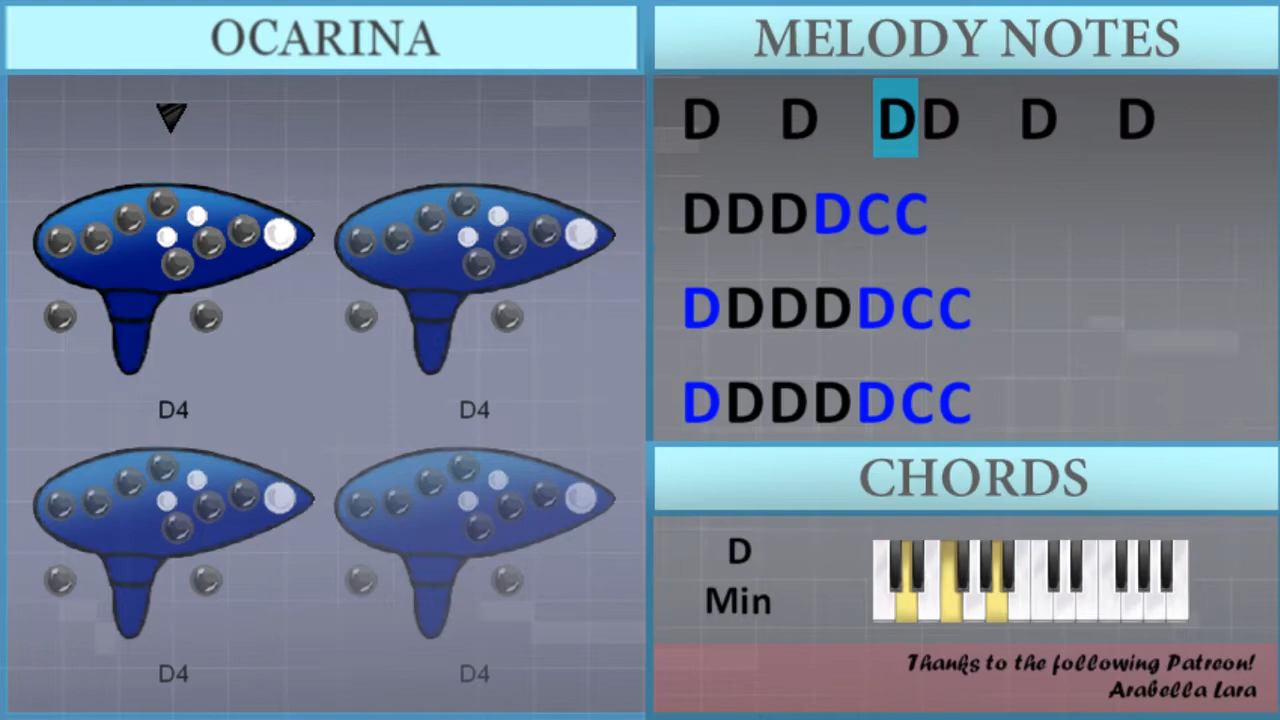 OCARINA
D4 D4
D4 D4
MELODY NOTES
D D DD D D
DDDDCC
DDDDDCC
DDDDDCC
CHORDS
D
Min
Thanks to the following Patreon!
Arabella Lara